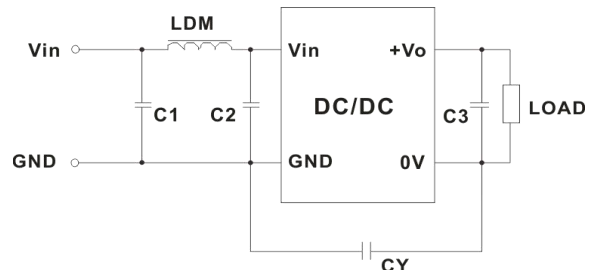 LDM
Vin
Vin
+Vo
C1
C2
DC/DC
C3
LOAD
GND
GND
0V
CY